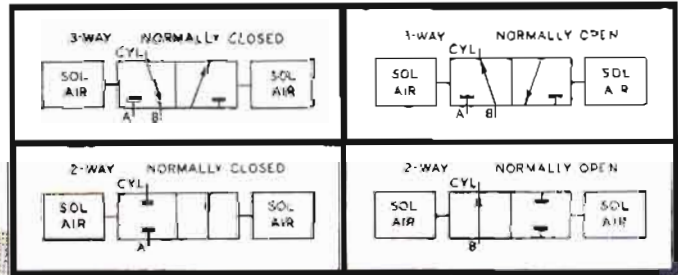 3-WAY NORMALLY CLOSED
CYL
SOL AIR
SOL AIR
A B
3-WAY NORMALLY OPEN
CYL
SOL AIR
SOL AIR
A B
2-WAY NORMALLY CLOSED
CYL
SOL AIR
SOL AIR
A
2-WAY NORMALLY OPEN
CYL
SOL AIR
SOL AIR
B